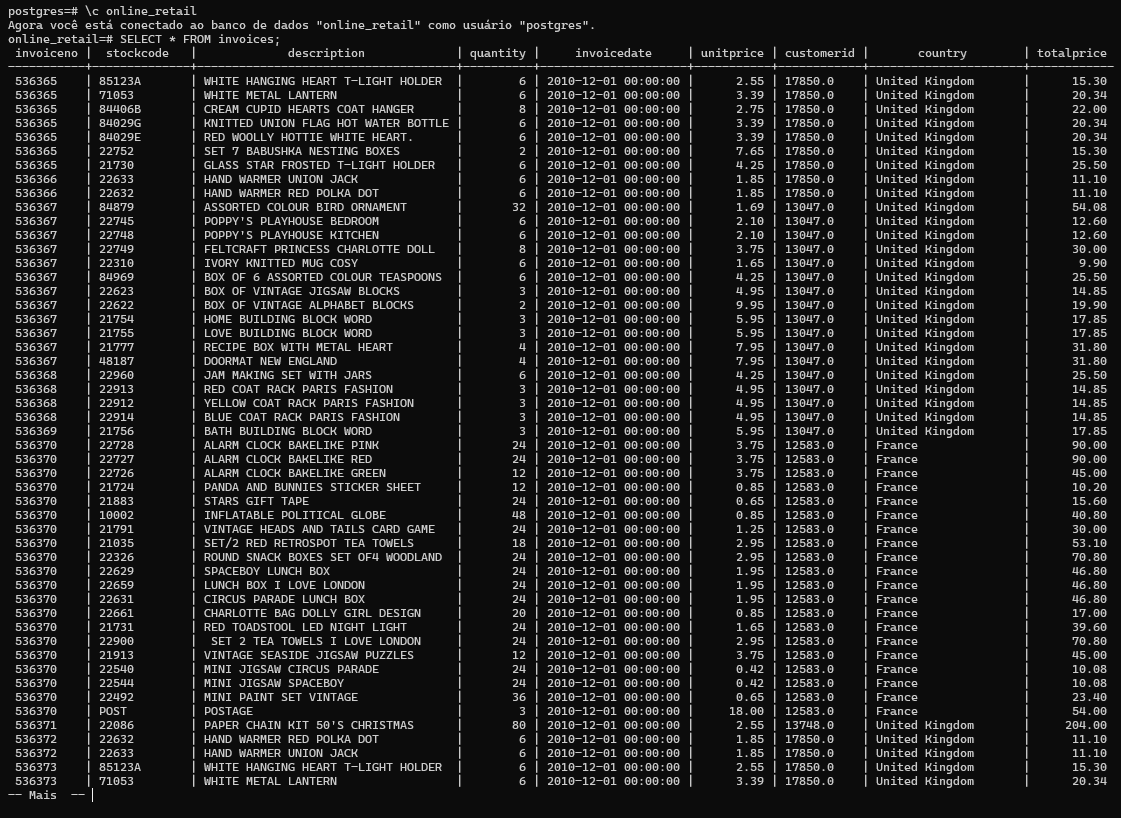 postgres=# \c online_retail
Agora você está conectado ao banco de dados "online_retail" como usuário "postgres".
online_retail=# SELECT * FROM invoices;
 invoiceno | stockcode | description | quantity | invoicedate | unitprice | customerid | country | totalprice
 536365 | 85123A | WHITE HANGING HEART T-LIGHT HOLDER | 6 | 2010-12-01 00:00:00 | 2.55 | 17850.0 | United Kingdom | 15.30
 536365 | 71053 | WHITE METAL LANTERN | 6 | 2010-12-01 00:00:00 | 3.39 | 17850.0 | United Kingdom | 20.34
 536365 | 84406B | CREAM CUPID HEARTS COAT HANGER | 8 | 2010-12-01 00:00:00 | 2.75 | 17850.0 | United Kingdom | 22.00
 536365 | 84029G | KNITTED UNION FLAG HOT WATER BOTTLE | 6 | 2010-12-01 00:00:00 | 3.39 | 17850.0 | United Kingdom | 20.34
 536365 | 84029E | RED WOOLLY HOTTIE WHITE HEART. | 6 | 2010-12-01 00:00:00 | 3.39 | 17850.0 | United Kingdom | 20.34
 536365 | 22752 | SET 7 BABUSHKA NESTING BOXES | 2 | 2010-12-01 00:00:00 | 7.65 | 17850.0 | United Kingdom | 15.30
 536365 | 21730 | GLASS STAR FROSTED T-LIGHT HOLDER | 6 | 2010-12-01 00:00:00 | 4.25 | 17850.0 | United Kingdom | 25.50
 536366 | 22633 | HAND WARMER UNION JACK | 6 | 2010-12-01 00:00:00 | 1.85 | 17850.0 | United Kingdom | 11.10
 536366 | 22632 | HAND WARMER RED POLKA DOT | 6 | 2010-12-01 00:00:00 | 1.85 | 17850.0 | United Kingdom | 11.10
 536367 | 84879 | ASSORTED COLOUR BIRD ORNAMENT | 32 | 2010-12-01 00:00:00 | 1.69 | 13047.0 | United Kingdom | 54.08
 536367 | 22745 | POPPY'S PLAYHOUSE BEDROOM | 6 | 2010-12-01 00:00:00 | 2.10 | 13047.0 | United Kingdom | 12.60
 536367 | 22748 | POPPY'S PLAYHOUSE KITCHEN | 6 | 2010-12-01 00:00:00 | 2.10 | 13047.0 | United Kingdom | 12.60
 536367 | 22749 | FELTCRAFT PRINCESS CHARLOTTE DOLL | 8 | 2010-12-01 00:00:00 | 3.75 | 13047.0 | United Kingdom | 30.00
 536367 | 22310 | IVORY KNITTED MUG COSY | 6 | 2010-12-01 00:00:00 | 1.65 | 13047.0 | United Kingdom | 9.90
 536367 | 84969 | BOX OF 6 ASSORTED COLOUR TEASPOONS | 6 | 2010-12-01 00:00:00 | 4.25 | 13047.0 | United Kingdom | 25.50
 536367 | 22623 | BOX OF VINTAGE JIGSAW BLOCKS | 3 | 2010-12-01 00:00:00 | 4.95 | 13047.0 | United Kingdom | 14.85
 536367 | 22622 | BOX OF VINTAGE ALPHABET BLOCKS | 2 | 2010-12-01 00:00:00 | 9.95 | 13047.0 | United Kingdom | 19.90
 536367 | 21754 | HOME BUILDING BLOCK WORD | 3 | 2010-12-01 00:00:00 | 5.95 | 13047.0 | United Kingdom | 17.85
 536367 | 21755 | LOVE BUILDING BLOCK WORD | 3 | 2010-12-01 00:00:00 | 5.95 | 13047.0 | United Kingdom | 17.85
 536367 | 21777 | RECIPE BOX WITH METAL HEART | 4 | 2010-12-01 00:00:00 | 7.95 | 13047.0 | United Kingdom | 31.80
 536367 | 48187 | DOORMAT NEW ENGLAND | 4 | 2010-12-01 00:00:00 | 7.95 | 13047.0 | United Kingdom | 31.80
 536368 | 22960 | JAM MAKING SET WITH JARS | 6 | 2010-12-01 00:00:00 | 4.25 | 13047.0 | United Kingdom | 25.50
 536368 | 22913 | RED COAT RACK PARIS FASHION | 3 | 2010-12-01 00:00:00 | 4.95 | 13047.0 | United Kingdom | 14.85
 536368 | 22912 | YELLOW COAT RACK PARIS FASHION | 3 | 2010-12-01 00:00:00 | 4.95 | 13047.0 | United Kingdom | 14.85
 536368 | 22914 | BLUE COAT RACK PARIS FASHION | 3 | 2010-12-01 00:00:00 | 4.95 | 13047.0 | United Kingdom | 14.85
 536369 | 21756 | BATH BUILDING BLOCK WORD | 3 | 2010-12-01 00:00:00 | 5.95 | 13047.0 | United Kingdom | 17.85
 536370 | 22728 | ALARM CLOCK BAKELIKE PINK | 24 | 2010-12-01 00:00:00 | 3.75 | 12583.0 | France | 90.00
 536370 | 22727 | ALARM CLOCK BAKELIKE RED | 24 | 2010-12-01 00:00:00 | 3.75 | 12583.0 | France | 90.00
 536370 | 22726 | ALARM CLOCK BAKELIKE GREEN | 12 | 2010-12-01 00:00:00 | 3.75 | 12583.0 | France | 45.00
 536370 | 21724 | PANDA AND BUNNIES STICKER SHEET | 12 | 2010-12-01 00:00:00 | 0.85 | 12583.0 | France | 10.20
 536370 | 21883 | STARS GIFT TAPE | 24 | 2010-12-01 00:00:00 | 0.65 | 12583.0 | France | 15.60
 536370 | 10002 | INFLATABLE POLITICAL GLOBE | 48 | 2010-12-01 00:00:00 | 0.85 | 12583.0 | France | 40.80
 536370 | 21791 | VINTAGE HEADS AND TAILS CARD GAME | 24 | 2010-12-01 00:00:00 | 1.25 | 12583.0 | France | 30.00
 536370 | 21035 | SET/2 RED RETROSPOT TEA TOWELS | 18 | 2010-12-01 00:00:00 | 2.95 | 12583.0 | France | 53.10
 536370 | 22326 | ROUND SNACK BOXES SET OF4 WOODLAND | 24 | 2010-12-01 00:00:00 | 2.95 | 12583.0 | France | 70.80
 536370 | 22629 | SPACEBOY LUNCH BOX | 24 | 2010-12-01 00:00:00 | 1.95 | 12583.0 | France | 46.80
 536370 | 22659 | LUNCH BOX I LOVE LONDON | 24 | 2010-12-01 00:00:00 | 1.95 | 12583.0 | France | 46.80
 536370 | 22631 | CIRCUS PARADE LUNCH BOX | 24 | 2010-12-01 00:00:00 | 1.95 | 12583.0 | France | 46.80
 536370 | 22661 | CHARLOTTE BAG DOLLY GIRL DESIGN | 20 | 2010-12-01 00:00:00 | 0.85 | 12583.0 | France | 17.00
 536370 | 21731 | RED TOADSTOOL LED NIGHT LIGHT | 24 | 2010-12-01 00:00:00 | 1.65 | 12583.0 | France | 39.60
 536370 | 22900 |  SET 2 TEA TOWELS I LOVE LONDON | 24 | 2010-12-01 00:00:00 | 2.95 | 12583.0 | France | 70.80
 536370 | 21913 | VINTAGE SEASIDE JIGSAW PUZZLES | 12 | 2010-12-01 00:00:00 | 3.75 | 12583.0 | France | 45.00
 536370 | 22540 | MINI JIGSAW CIRCUS PARADE | 24 | 2010-12-01 00:00:00 | 0.42 | 12583.0 | France | 10.08
 536370 | 22544 | MINI JIGSAW SPACEBOY | 24 | 2010-12-01 00:00:00 | 0.42 | 12583.0 | France | 10.08
 536370 | 22492 | MINI PAINT SET VINTAGE | 36 | 2010-12-01 00:00:00 | 0.65 | 12583.0 | France | 23.40
 536370 | POST | POSTAGE | 3 | 2010-12-01 00:00:00 | 18.00 | 12583.0 | France | 54.00
 536371 | 22086 | PAPER CHAIN KIT 50'S CHRISTMAS | 80 | 2010-12-01 00:00:00 | 2.55 | 13748.0 | United Kingdom | 204.00
 536372 | 22632 | HAND WARMER RED POLKA DOT | 6 | 2010-12-01 00:00:00 | 1.85 | 17850.0 | United Kingdom | 11.10
 536372 | 22633 | HAND WARMER UNION JACK | 6 | 2010-12-01 00:00:00 | 1.85 | 17850.0 | United Kingdom | 11.10
 536373 | 85123A | WHITE HANGING HEART T-LIGHT HOLDER | 6 | 2010-12-01 00:00:00 | 2.55 | 17850.0 | United Kingdom | 15.30
 536373 | 71053 | WHITE METAL LANTERN | 6 | 2010-12-01 00:00:00 | 3.39 | 17850.0 | United Kingdom | 20.34
-- Mais  --